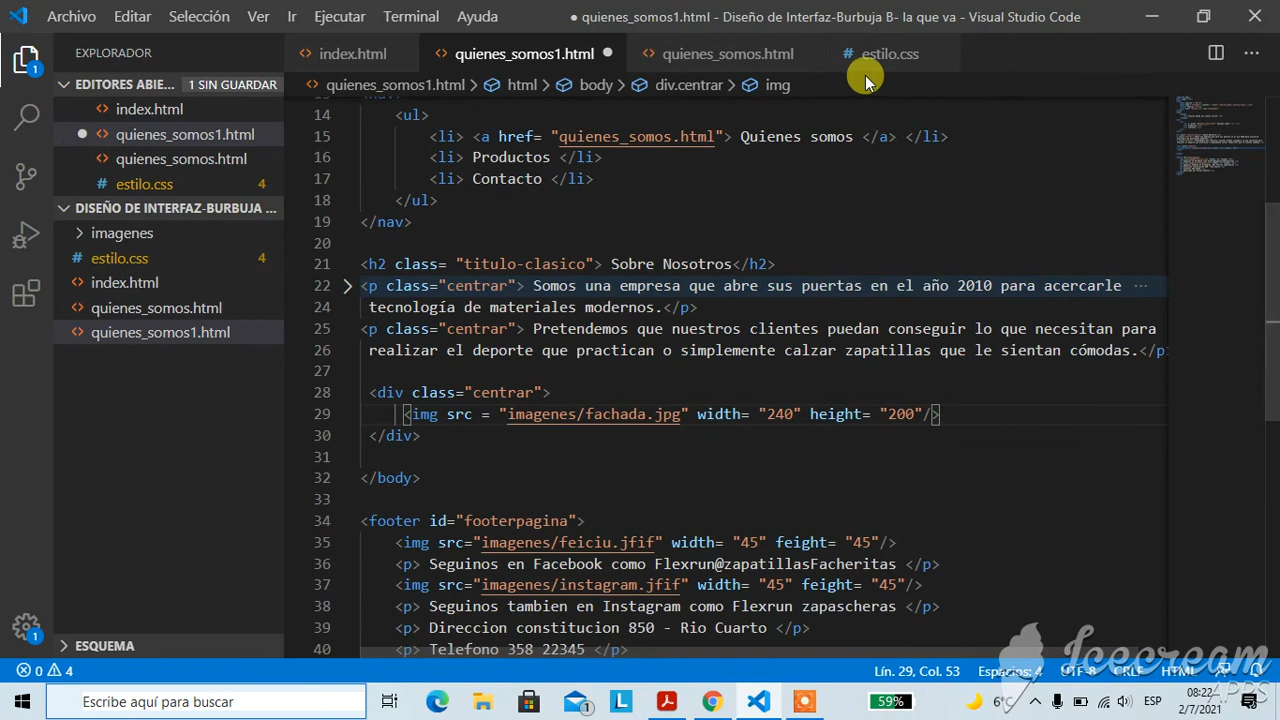 Archivo Editar Selección Ver Ir Ejecutar Terminal Ayuda ● quienes_somos1.html - Diseño de Interfaz-Burbuja B- la que va - Visual Studio Code
EXPLORADOR
index.html quienes_somos1.html quienes_somos.html # estilo.css
EDITORES ABIE... 1 SIN GUARDAR
quienes_somos1.html > html > body > div.centrar > img
index.html
quienes_somos1.html
quienes_somos.html
# estilo.css 4
DISEÑO DE INTERFAZ-BURBUJA ...
imagenes
# estilo.css 4
index.html
quienes_somos.html
quienes_somos1.html
ESQUEMA
14 <ul>
15 <li> <a href= "quienes_somos.html"> Quienes somos </a> </li>
16 <li> Productos </li>
17 <li> Contacto </li>
18 </ul>
19 </nav>
20
21 <h2 class= "titulo-clasico"> Sobre Nosotros</h2>
22 <p class="centrar"> Somos una empresa que abre sus puertas en el año 2010 para acercarle ...
24 tecnología de materiales modernos.</p>
25 <p class="centrar"> Pretendemos que nuestros clientes puedan conseguir lo que necesitan para
26 realizar el deporte que practican o simplemente calzar zapatillas que le sientan cómodas.</p>
27
28 <div class="centrar">
29 <img src = "imagenes/fachada.jpg" width= "240" height= "200"/>
30 </div>
31
32 </body>
33
34 <footer id="footerpagina">
35 <img src="imagenes/feiciu.jfif" width= "45" feight= "45"/>
36 <p> Seguinos en Facebook como Flexrun@zapatillasFacheritas </p>
37 <img src="imagenes/instagram.jfif" width= "45" feight= "45"/>
38 <p> Seguinos tambien en Instagram como Flexrun zapascheras </p>
39 <p> Direccion constitucion 850 - Rio Cuarto </p>
40 <p> Telefono 358 22345 </p>
Icecream
APPS
0 4 Lín. 29, Col. 53 Espacios: 4 UTF-8 CRLF HTML
Escribe aquí para buscar
1
59% 6°C ESP 08:22
2/7/2021